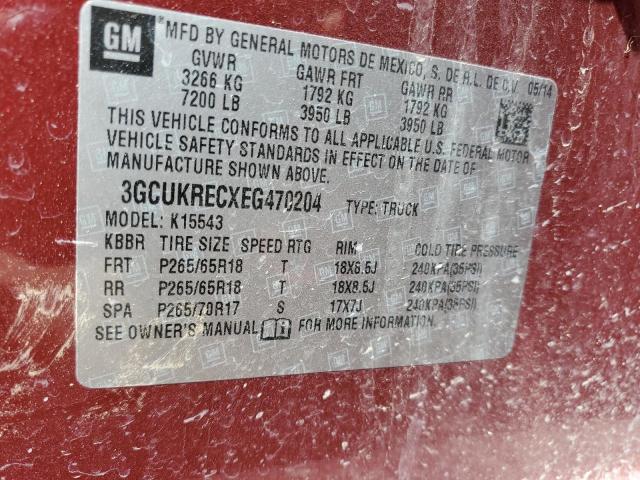 GM MFD BY GENERAL MOTORS DE MEXICO, S. DE R.L. DE C.V. 05/14
GVWR GAWR FRT GAWR RR
3266 KG 1792 KG 1792 KG
7200 LB 3950 LB 3950 LB
THIS VEHICLE CONFORMS TO ALL APPLICABLE U.S. FEDERAL MOTOR
VEHICLE SAFETY STANDARDS IN EFFECT ON THE DATE OF
MANUFACTURE SHOWN ABOVE.
3GCUKRECXEG470204 TYPE: TRUCK
MODEL: K15543
KBBR TIRE SIZE SPEED RTG RIM COLD TIRE PRESSURE
FRT P265/65R18 T 18X8.5J 240KPA(35PSI)
RR P265/65R18 T 18X8.5J 240KPA(35PSI)
SPA P265/70R17 S 17X7J 240KPA(35PSI)
SEE OWNER'S MANUAL FOR MORE INFORMATION.